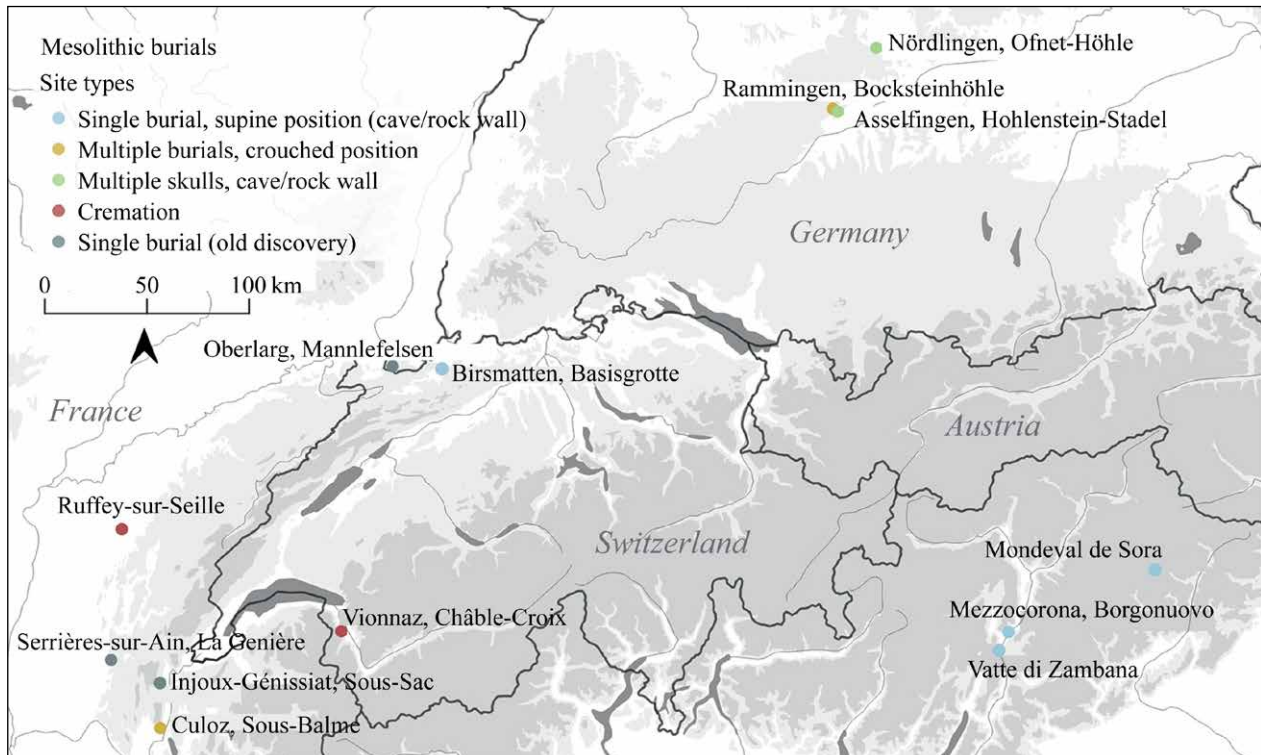 Mesolithic burials
Site types
Single burial, supine position (cave/rock wall)
Multiple burials, crouched position
Multiple skulls, cave/rock wall
Cremation
Single burial (old discovery)
0 50 100 km
Nördlingen, Ofnet-Höhle
Rammingen, Bocksteinhöhle
Asselfingen, Hohlenstein-Stadel
Germany
Oberlarg, Mannlefelsen
Birsmatten, Basisgrotte
France
Austria
Ruffey-sur-Seille
Switzerland
Mondeval de Sora
Mezzocorona, Borgonuovo
Vionnaz, Châble-Croix
Serrières-sur-Ain, La Genière
Vatte di Zambana
Injoux-Génissiat, Sous-Sac
Culoz, Sous-Balme